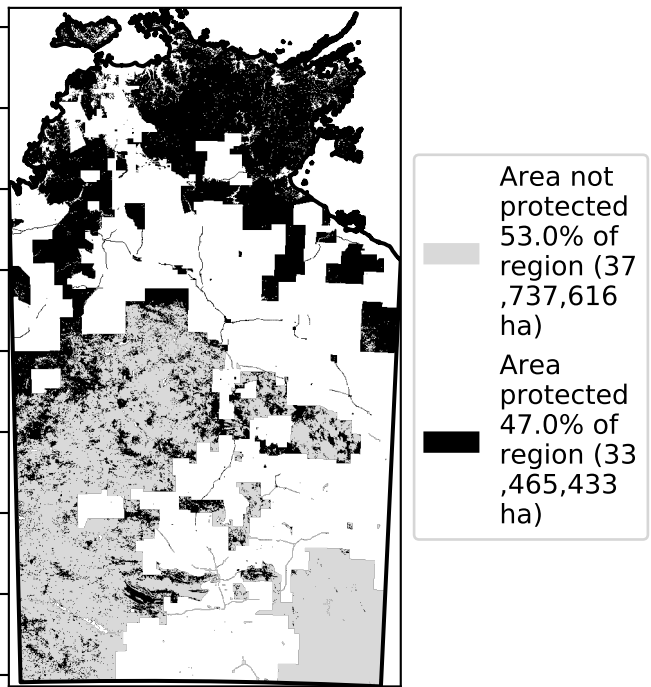 Area not
protected
53.0% of
region (37
,737,616
ha)
Area
protected
47.0% of
region (33
,465,433
ha)